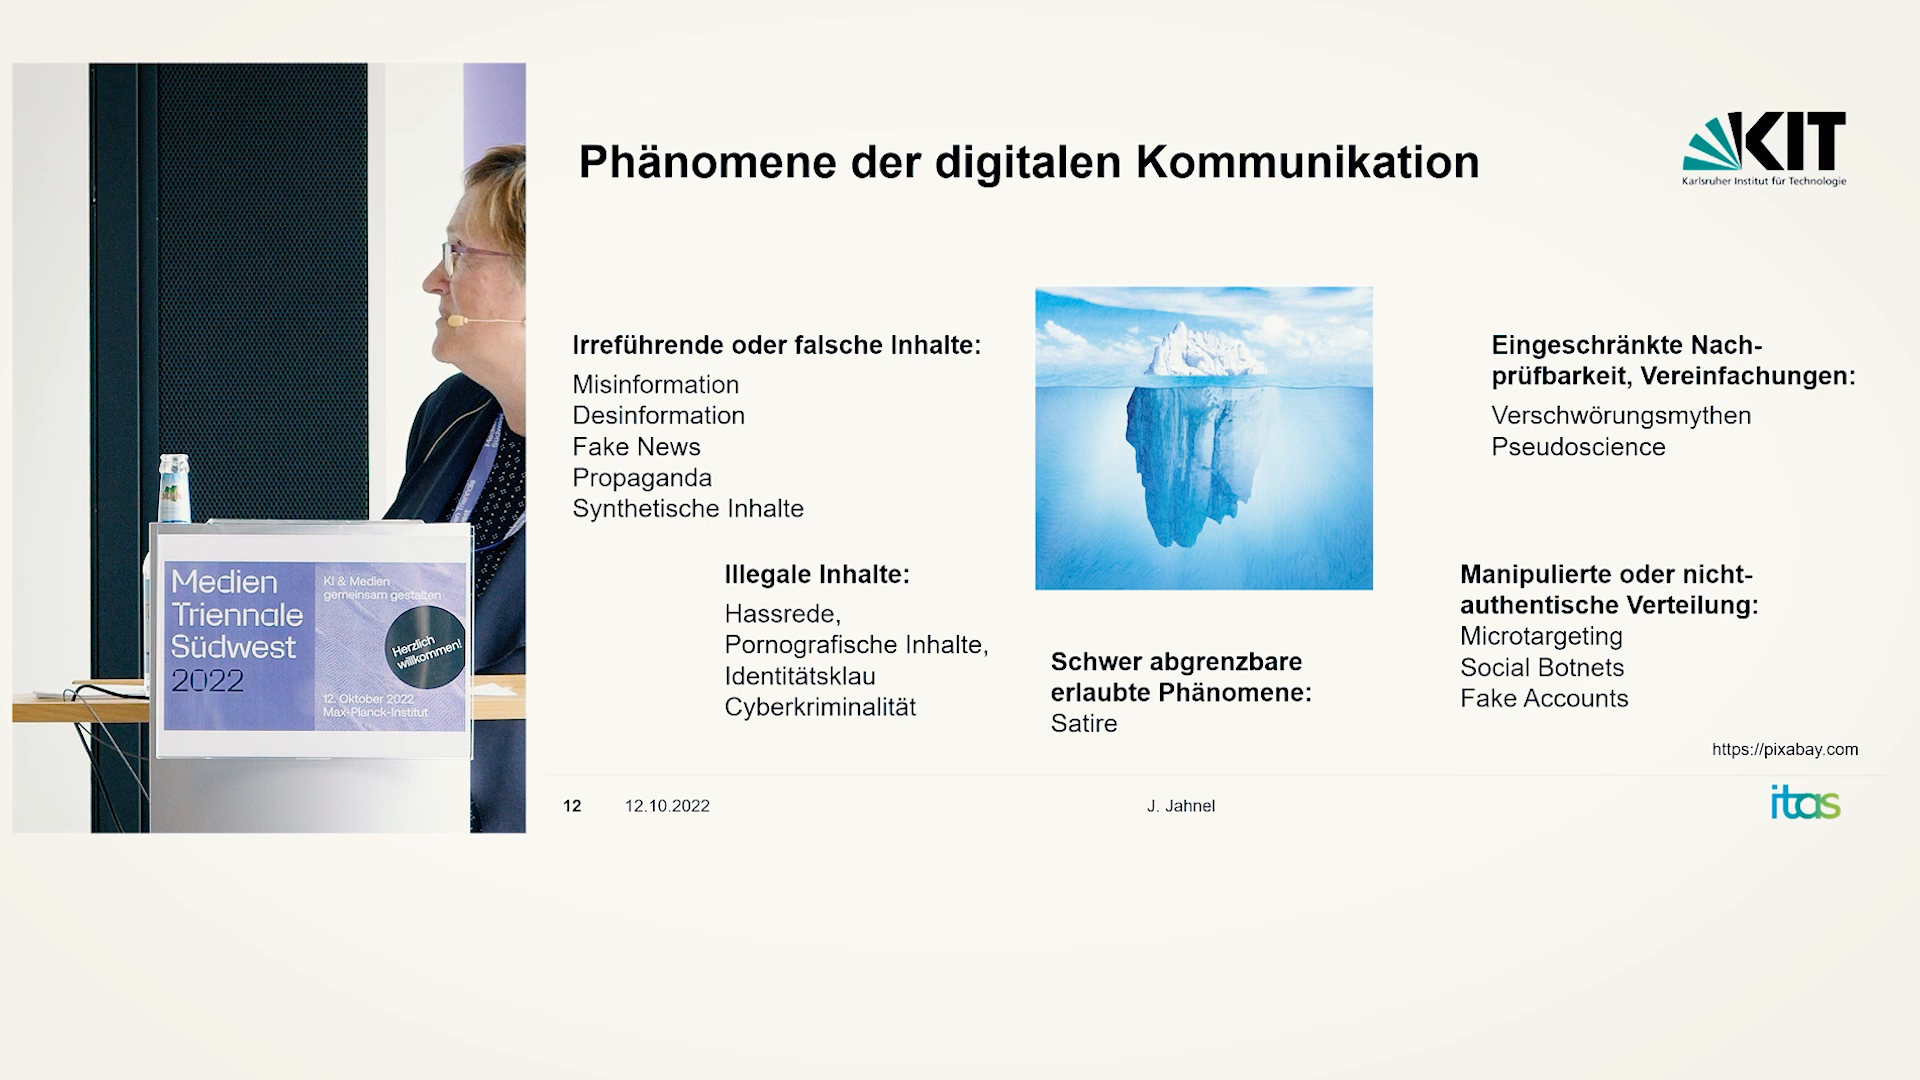 Phänomene der digitalen Kommunikation
KIT
Karlsruher Institut für Technologie
Irreführende oder falsche Inhalte:
Misinformation
Desinformation
Fake News
Propaganda
Synthetische Inhalte
Eingeschränkte Nach-
prüfbarkeit, Vereinfachungen:
Verschwörungsmythen
Pseudoscience
Illegale Inhalte:
Hassrede,
Pornografische Inhalte,
Identitätsklau
Cyberkriminalität
Schwer abgrenzbare
erlaubte Phänomene:
Satire
Manipulierte oder nicht-
authentische Verteilung:
Microtargeting
Social Botnets
Fake Accounts
https://pixabay.com
12
12.10.2022
J. Jahnel
itas
Medien
Triennale
Südwest
2022
KI & Medien
gemeinsam gestalten
Herzlich
willkommen!
12. Oktober 2022
Max-Planck-Institut